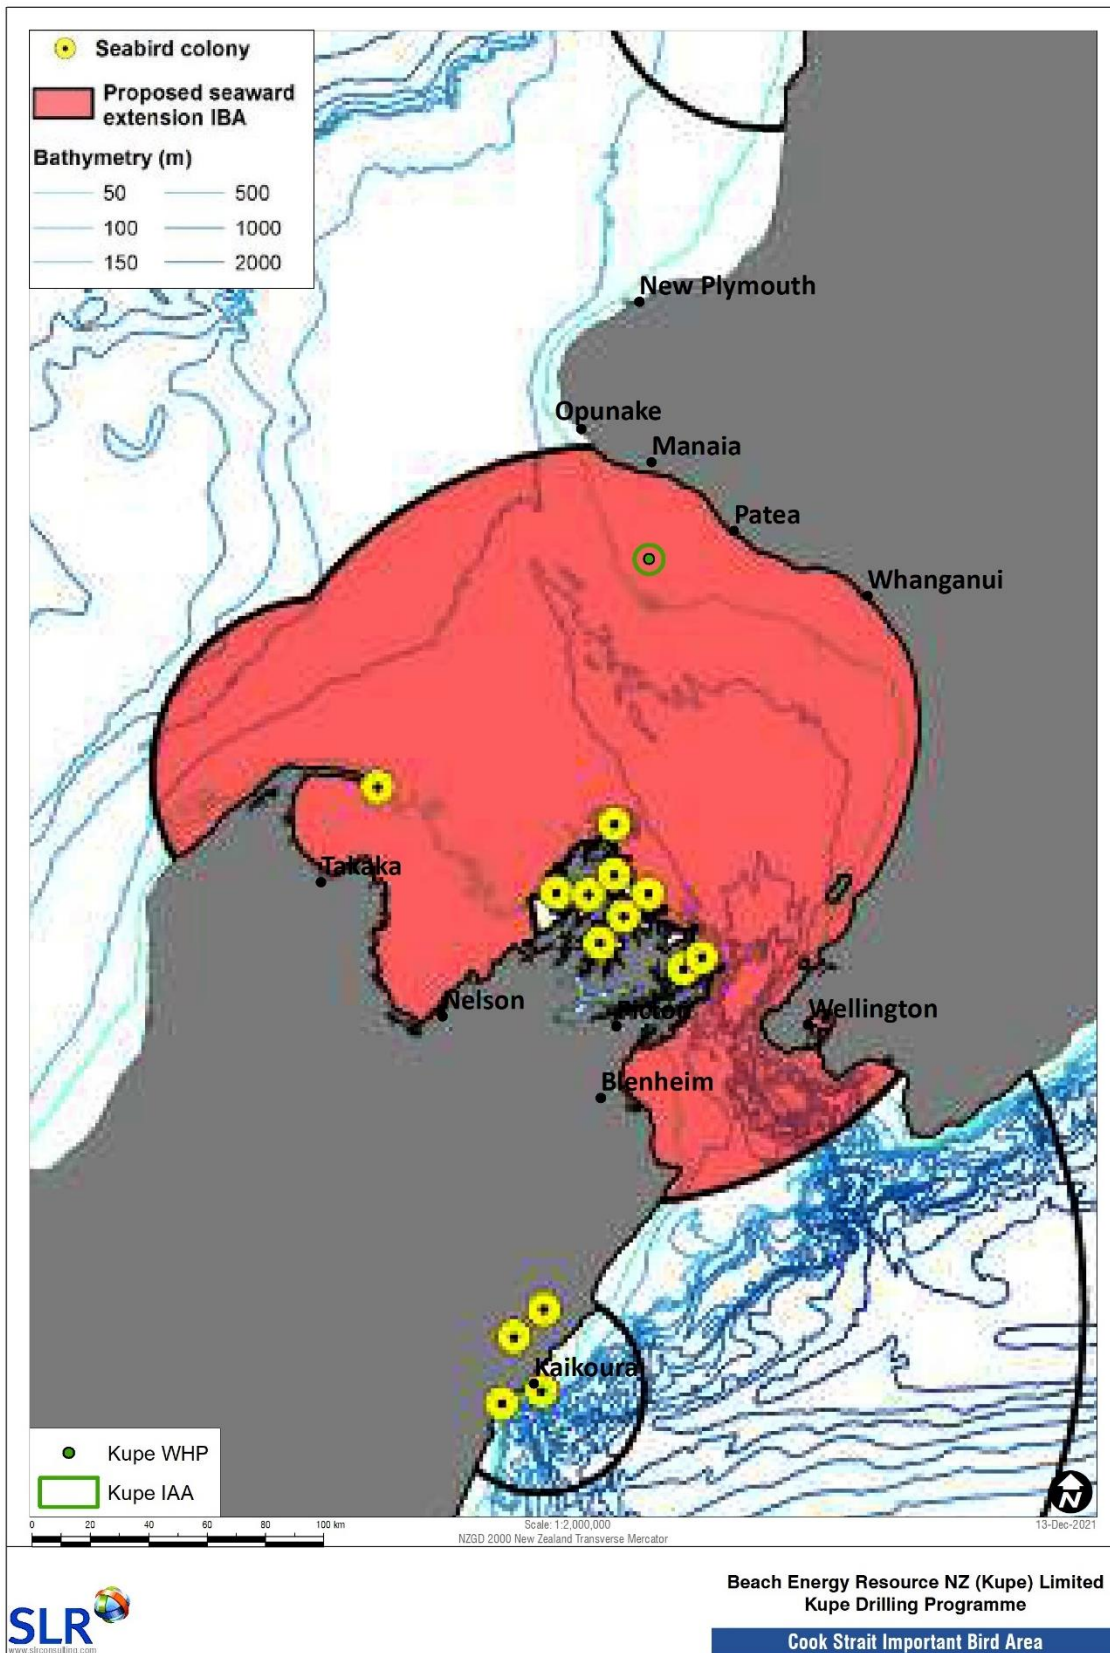 Seabird colony
Proposed seaward
extension IBA
Bathymetry (m)
50 500
100 1000
150 2000
New Plymouth
Opunake
Manaia
Patea
Whanganui
Takaka
Nelson
Picton
Wellington
Blenheim
Kaikoura
Kupe WHP
Kupe IAA
N
0 20 40 60 80 100 km
Scale: 1:2,000,000
13-Dec-2021
NZGD 2000 New Zealand Transverse Mercator
SLR
www.slrconsulting.com
Beach Energy Resource NZ (Kupe) Limited
Kupe Drilling Programme
Cook Strait Important Bird Area